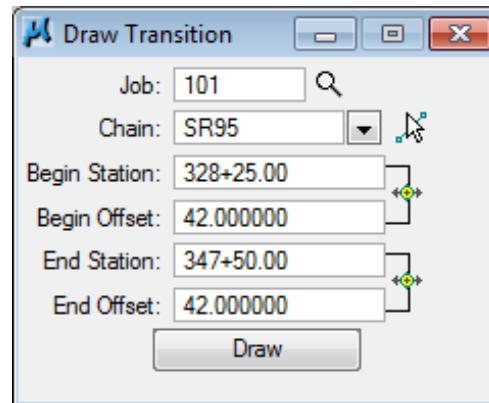 Draw Transition
Job: 101
Chain: SR95
Begin Station: 328+25.00
Begin Offset: 42.000000
End Station: 347+50.00
End Offset: 42.000000
Draw